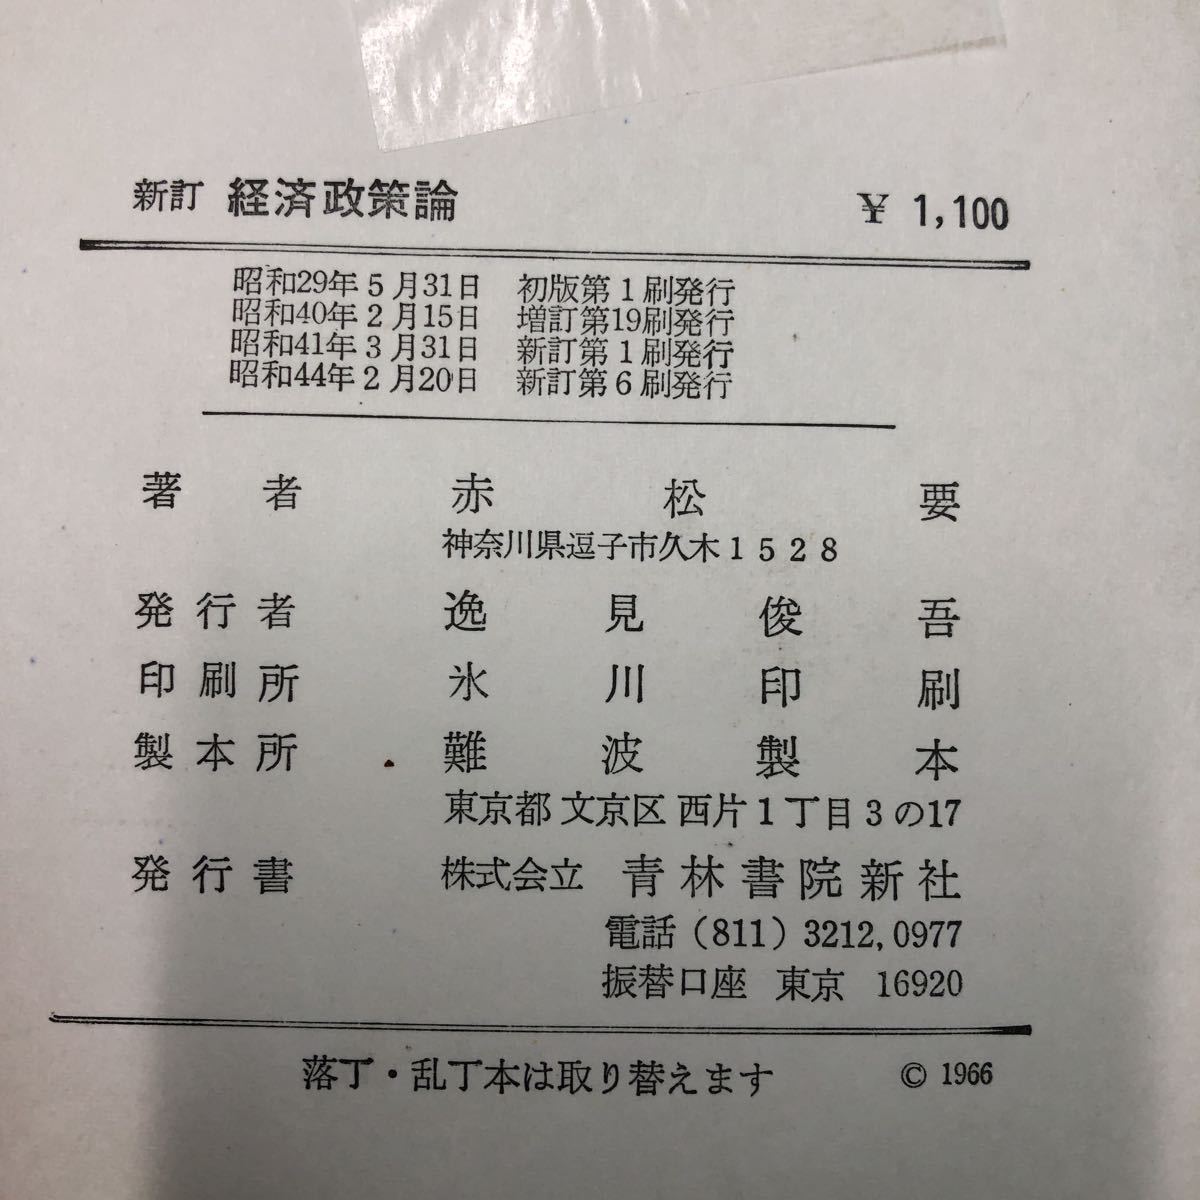 新訂 経済政策論 ¥ 1,100
昭和29年5月31日 初版第1刷発行
昭和40年2月15日 増訂第19刷発行
昭和41年3月31日 新訂第1刷発行
昭和44年2月20日 新訂第6刷発行
著者 赤松要
神奈川県逗子市久木1528
発行者 逸見俊吾
印刷所 氷川印刷
製本所 難波製本
東京都 文京区 西片1丁目3の17
発行書 株式会立 青林書院新社
電話 (811) 3212,0977
振替口座 東京 16920
落丁・乱丁本は取り替えます © 1966